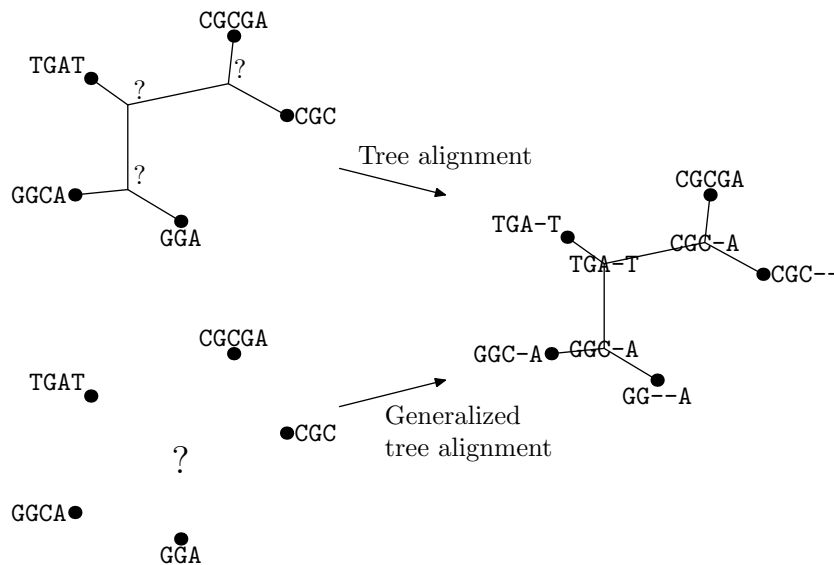 CGCGA
TGAT
?
?
CGC
?
GGCA
GGA
Tree alignment
CGCGA
TGA-T
CGC-A
TGA-T
CGC--
GGC-A
GGC-A
GG--A
CGCGA
TGAT
Generalized
tree alignment
CGC
?
GGCA
GGA